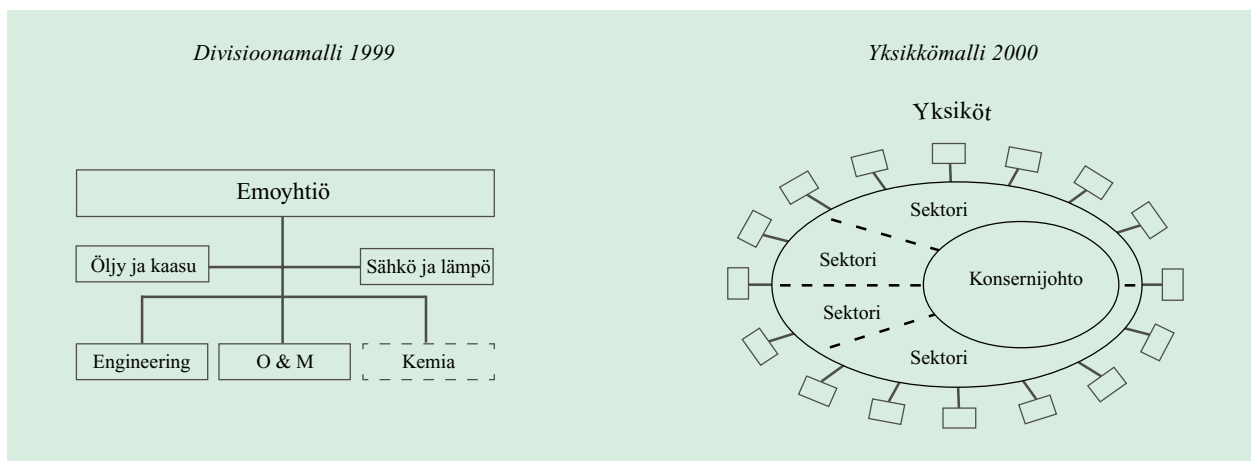 Divisioonamalli 1999
Emoyhtiö
Öljy ja kaasu
Sähkö ja lämpö
Engineering
O & M
Kemia
Yksikkömalli 2000
Yksiköt
Sektori
Sektori
Konsernijohto
Sektori
Sektori